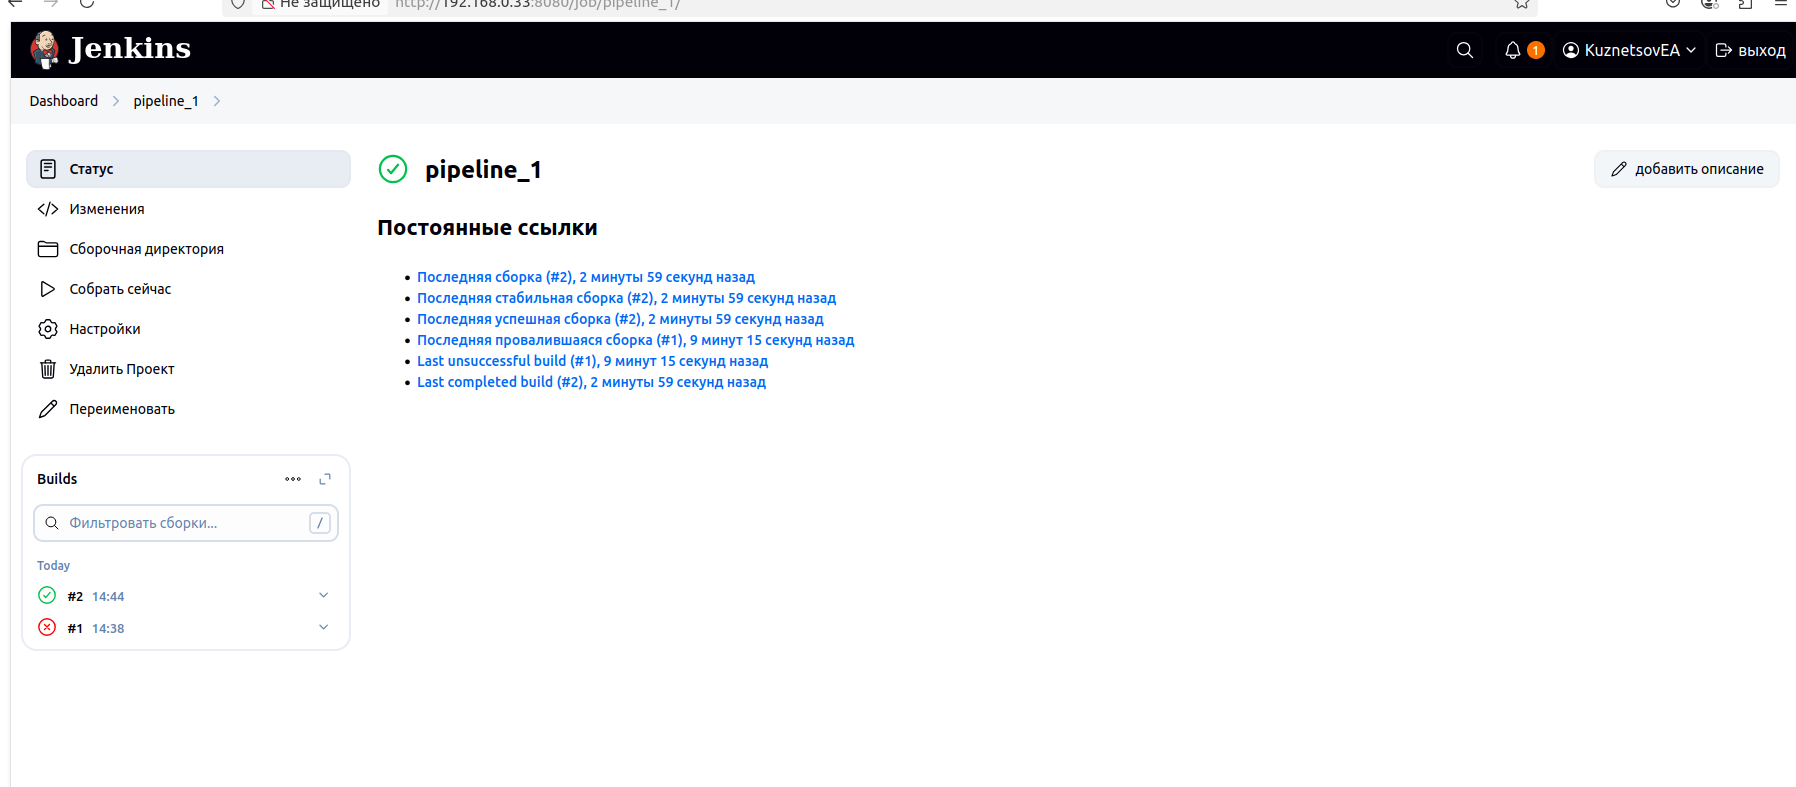 Не защищено http://192.168.0.33:8080/job/pipeline_1/
Jenkins
1 KuznetsovEA выход
Dashboard pipeline_1
Статус
Изменения
Сборочная директория
Собрать сейчас
Настройки
Удалить Проект
Переименовать
Builds
Фильтровать сборки... /
Today
#2 14:44
#1 14:38
pipeline_1
добавить описание
Постоянные ссылки
Последняя сборка (#2), 2 минуты 59 секунд назад
Последняя стабильная сборка (#2), 2 минуты 59 секунд назад
Последняя успешная сборка (#2), 2 минуты 59 секунд назад
Последняя провалившаяся сборка (#1), 9 минут 15 секунд назад
Last unsuccessful build (#1), 9 минут 15 секунд назад
Last completed build (#2), 2 минуты 59 секунд назад